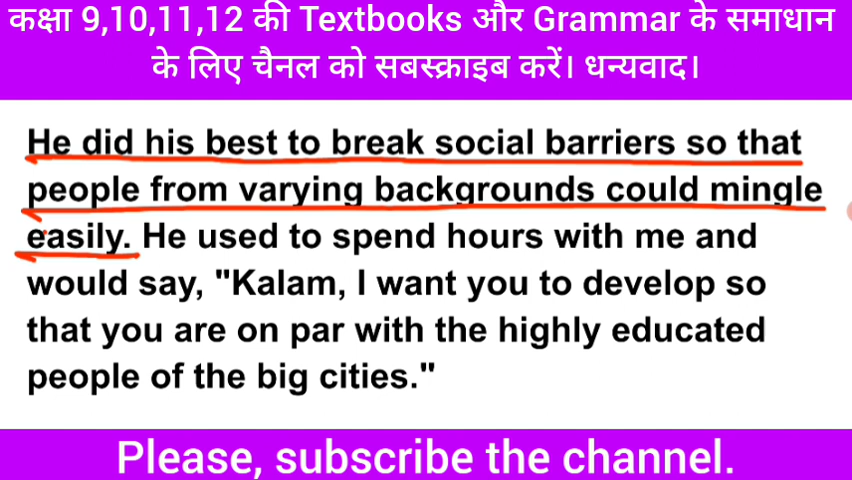 कक्षा 9,10,11,12 की Textbooks और Grammar के समाधान
के लिए चैनल को सबस्क्राइब करें। धन्यवाद।
He did his best to break social barriers so that
people from varying backgrounds could mingle
easily. He used to spend hours with me and
would say, "Kalam, I want you to develop so
that you are on par with the highly educated
people of the big cities."
Please, subscribe the channel.